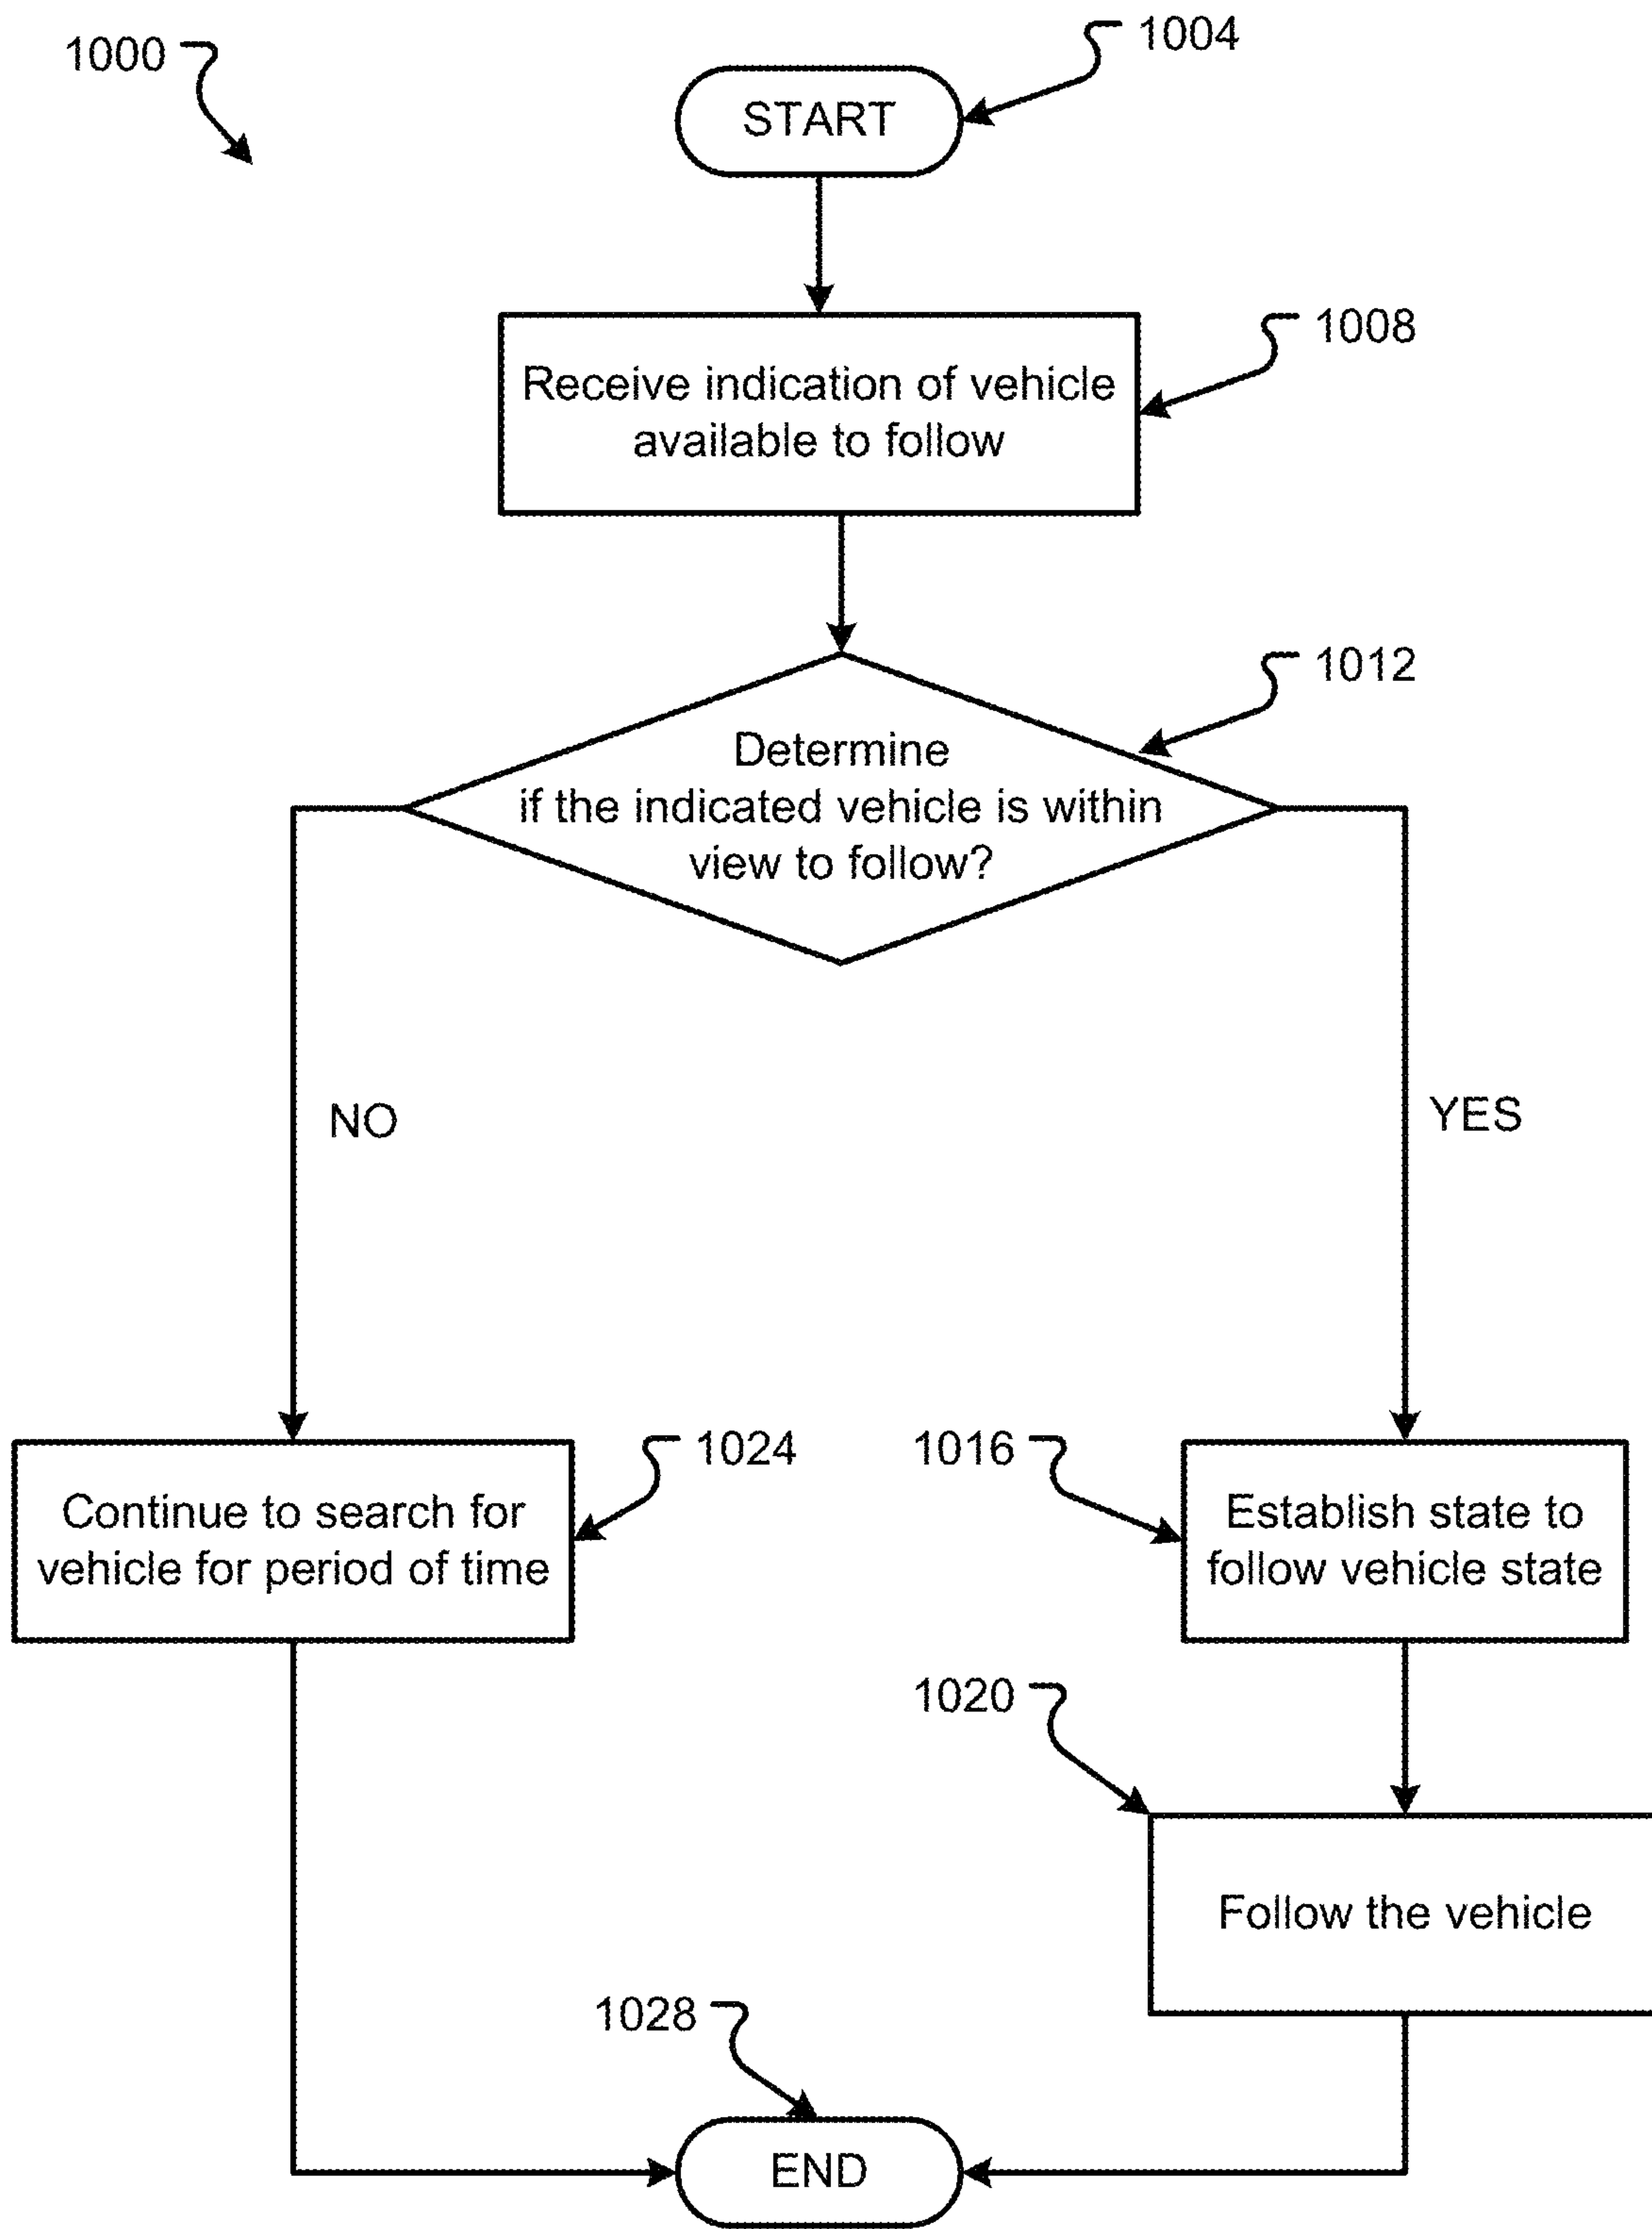 1000
1004
START
1008
Receive indication of vehicle
available to follow
1012
Determine
if the indicated vehicle is within
view to follow?
NO
YES
1024
Continue to search for
vehicle for period of time
1016
Establish state to
follow vehicle state
1020
Follow the vehicle
1028
END